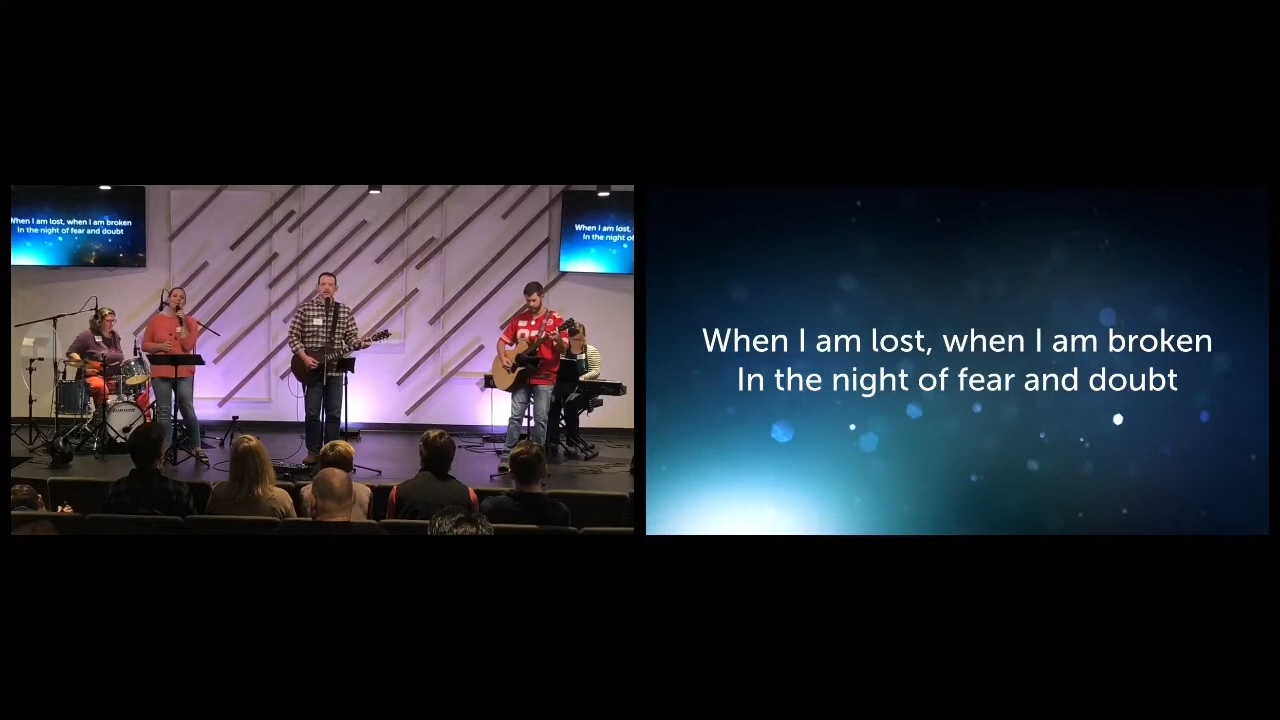 When I am lost, when I am broken
In the night of fear and doubt
When I am lost,
In the night of
When I am lost, when I am broken
In the night of fear and doubt